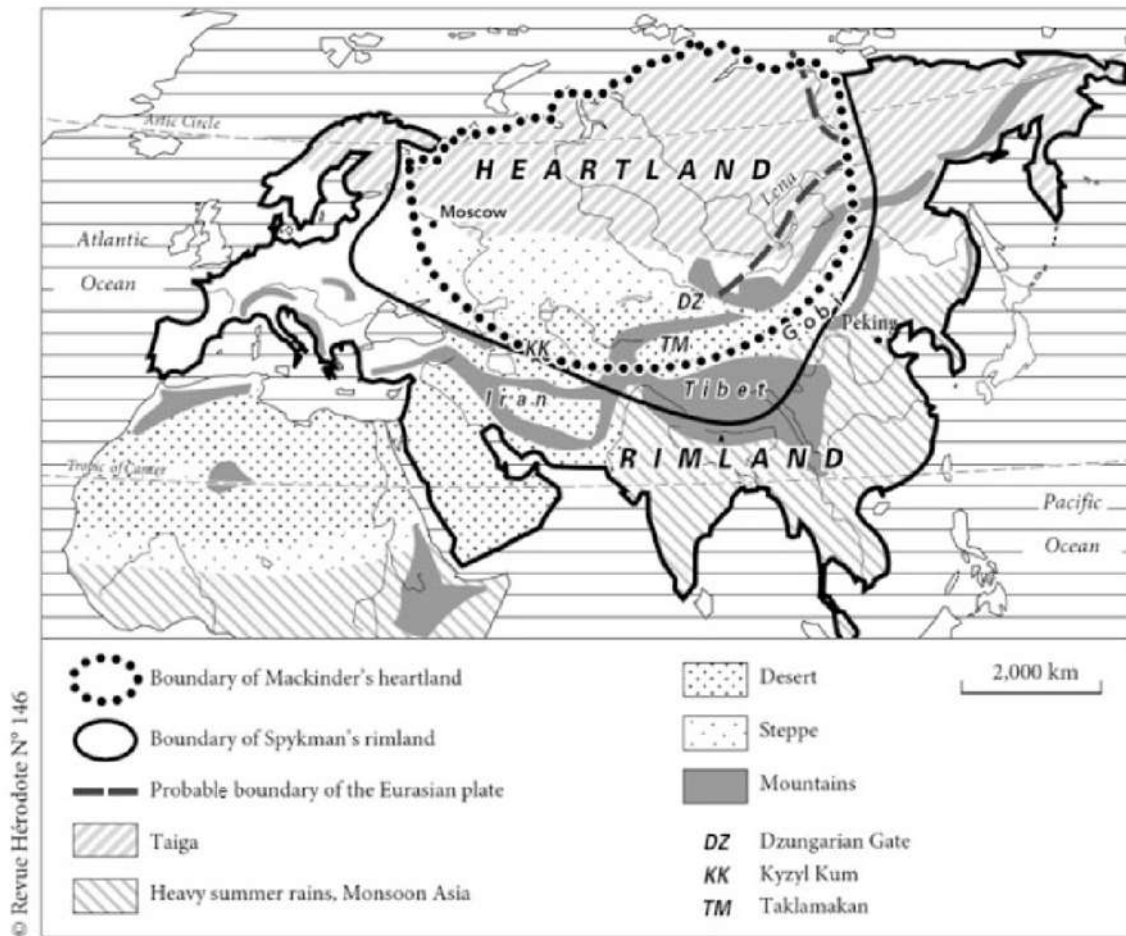 Artic Circle
HEARTLAND
Lena
Moscow
Atlantic
Ocean
DZ
Gobi
Peking
KK
TM
Tibet
Iran
Tropic of Cancer
RIMLAND
Pacific
Ocean
Boundary of Mackinder's heartland
Boundary of Spykman's rimland
Probable boundary of the Eurasian plate
Taiga
Heavy summer rains, Monsoon Asia
Desert
Steppe
Mountains
DZ Dzungarian Gate
KK Kyzyl Kum
TM Taklamakan
2,000 km
© Revue Hérodote N° 146